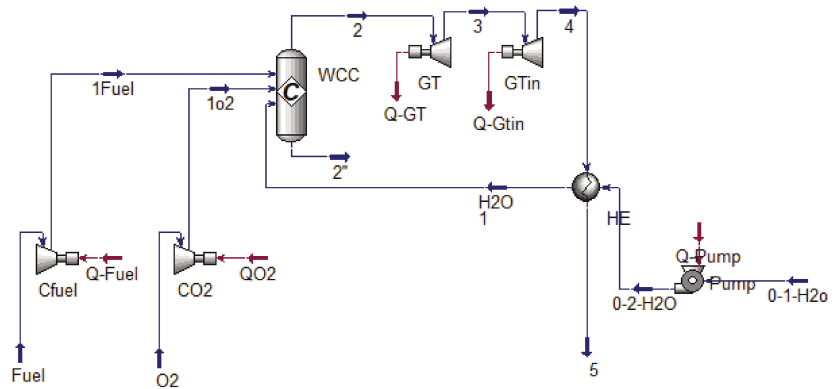 2
3
4
WCC
C
GT
GTin
1Fuel
1o2
Q-GT
Q-Gtin
2"
H2O
1
HE
Q-Pump
Pump
Q-Fuel
QO2
Cfuel
CO2
0-2-H2O
0-1-H2o
Fuel
O2
5